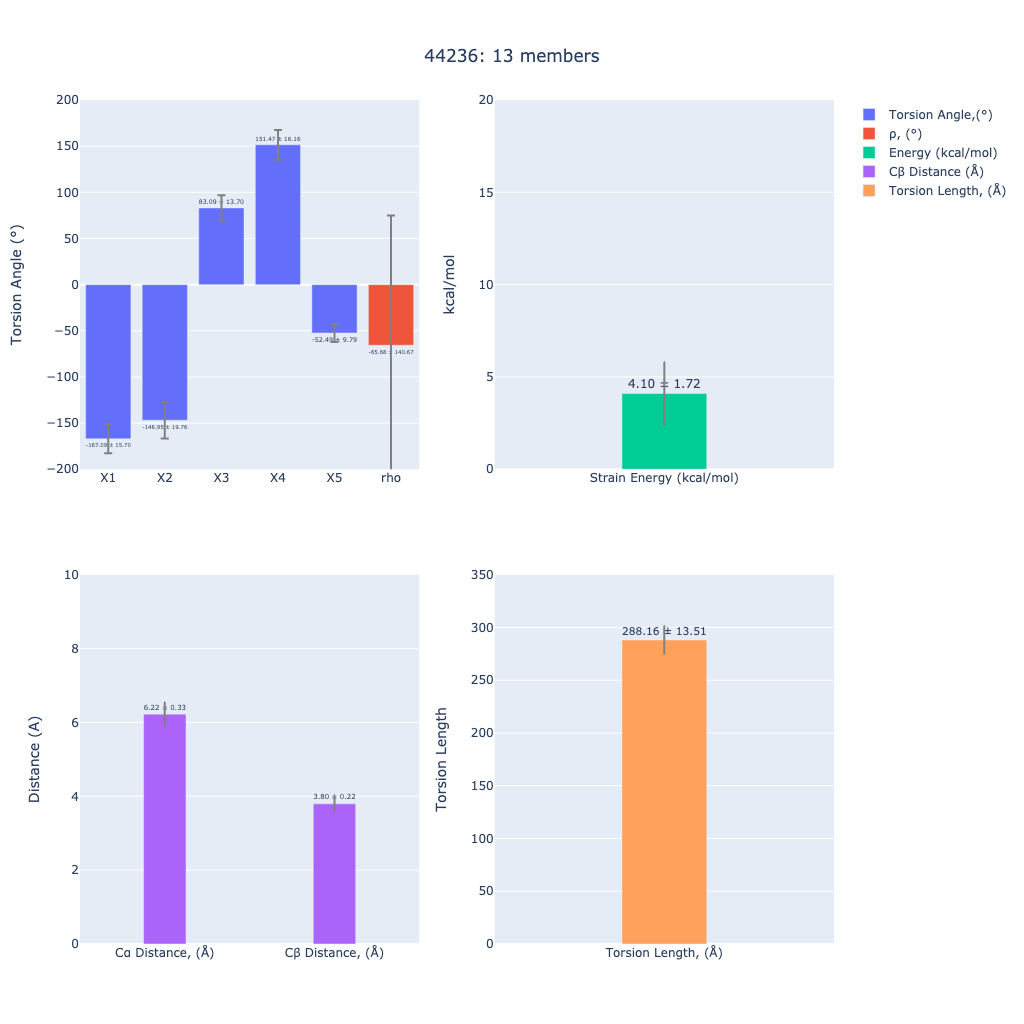 44236: 13 members
Torsion Angle (°)
200
150
100
50
0
−50
−100
−150
−200
-167.09 ± 15.70
-146.95 ± 19.76
83.09 ± 13.70
151.47 ± 16.16
-52.49 ± 9.79
-65.68 ± 140.67
X1 X2 X3 X4 X5 rho
kcal/mol
20
15
10
5
0
4.10 ± 1.72
Strain Energy (kcal/mol)
Torsion Angle,(°)
ρ, (°)
Energy (kcal/mol)
Cβ Distance (Å)
Torsion Length, (Å)
Distance (A)
10
8
6
4
2
0
6.22 ± 0.33
3.80 ± 0.22
Cα Distance, (Å) Cβ Distance, (Å)
Torsion Length
350
300
250
200
150
100
50
0
288.16 ± 13.51
Torsion Length, (Å)